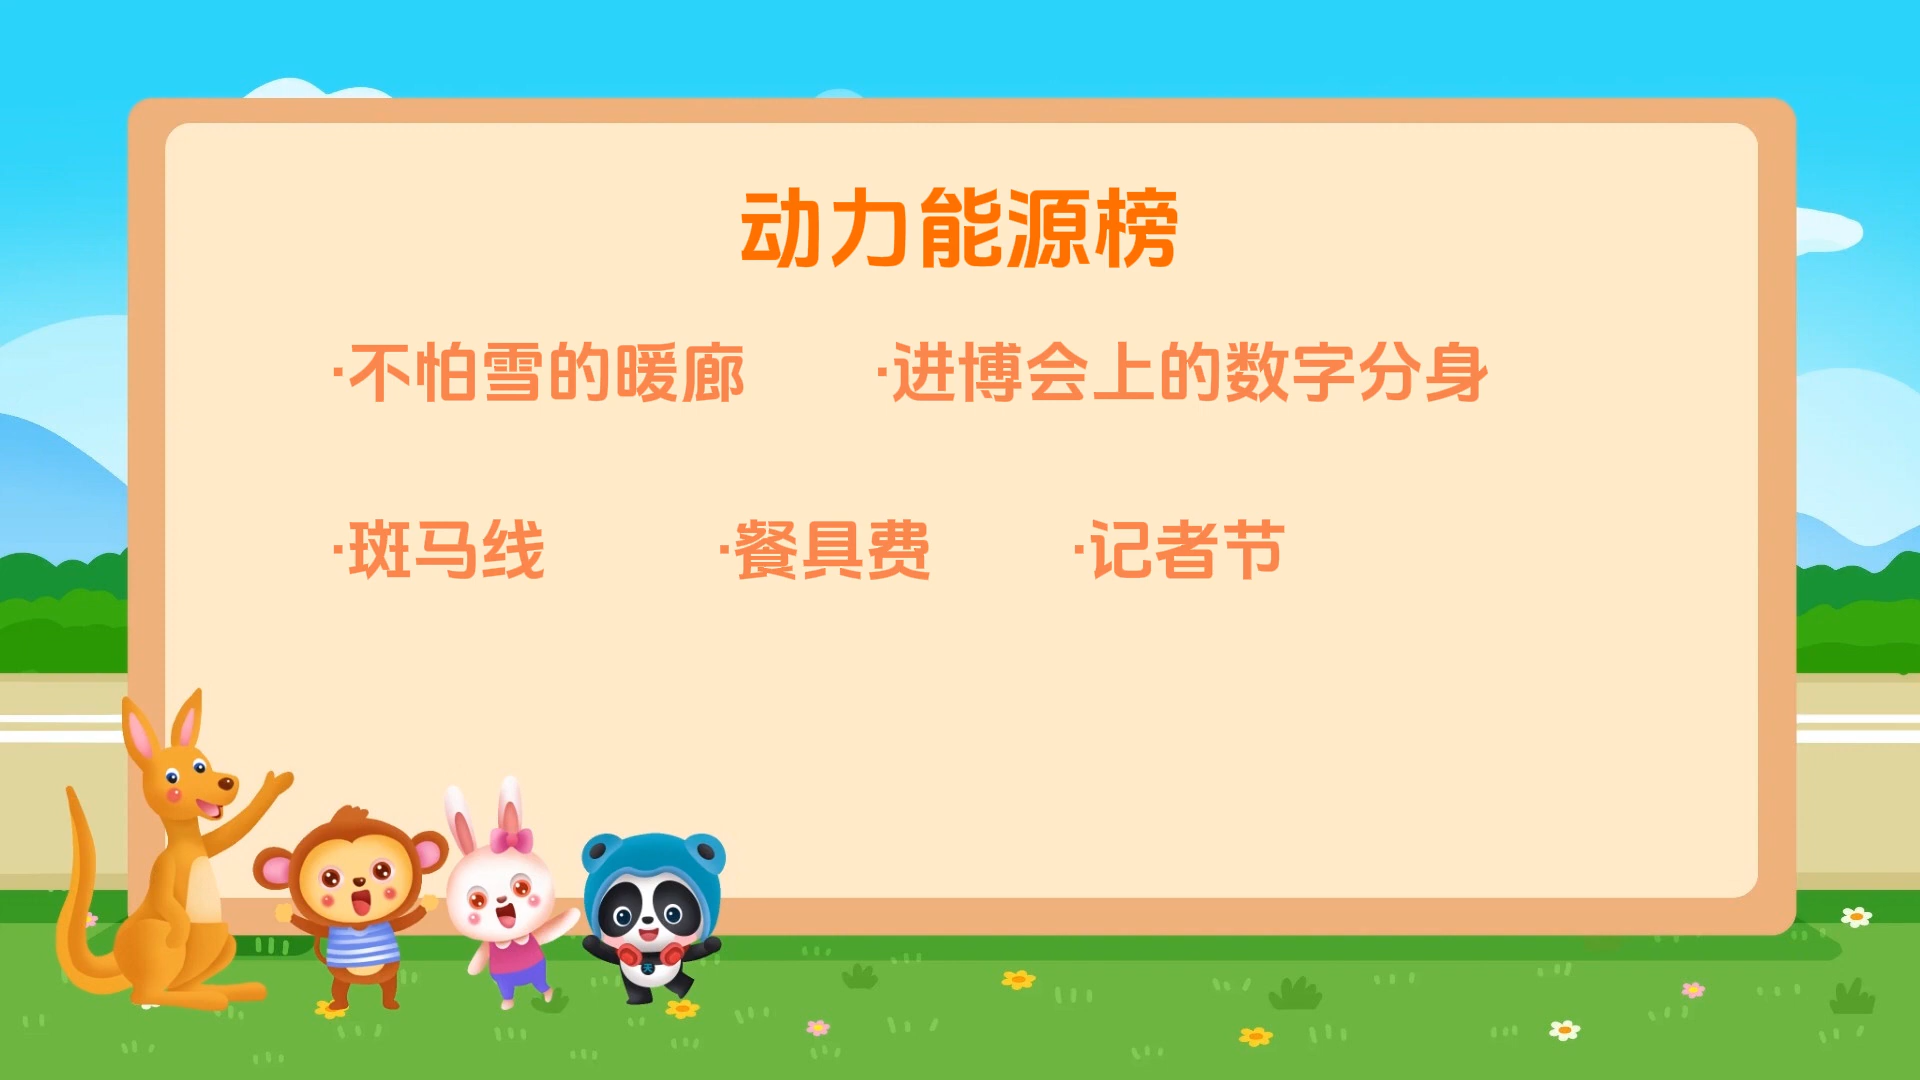 动力能源榜
·不怕雪的暖廊 ·进博会上的数字分身
·斑马线 ·餐具费 ·记者节